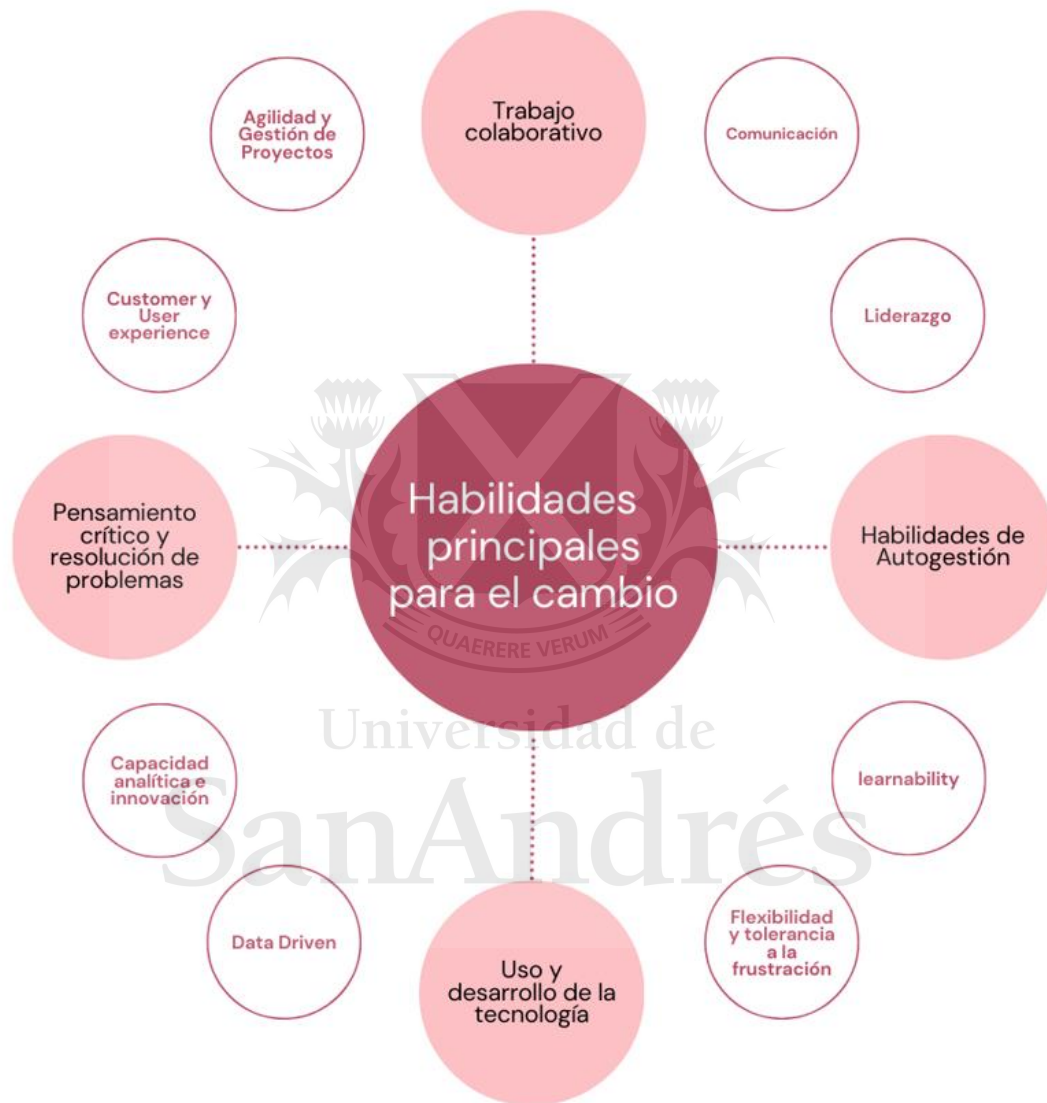 Trabajo
colaborativo
Agilidad y
Gestión de
Proyectos
Comunicación
Customer y
User
experience
Liderazgo
Habilidades
principales
para el cambio
Pensamiento
crítico y
resolución de
problemas
Habilidades de
Autogestión
QUAERERE VERUM
Universidad de
SanAndrés
Capacidad
analítica e
innovación
learnability
Data Driven
Flexibilidad
y tolerancia
a la
frustración
Uso y
desarrollo de la
tecnología